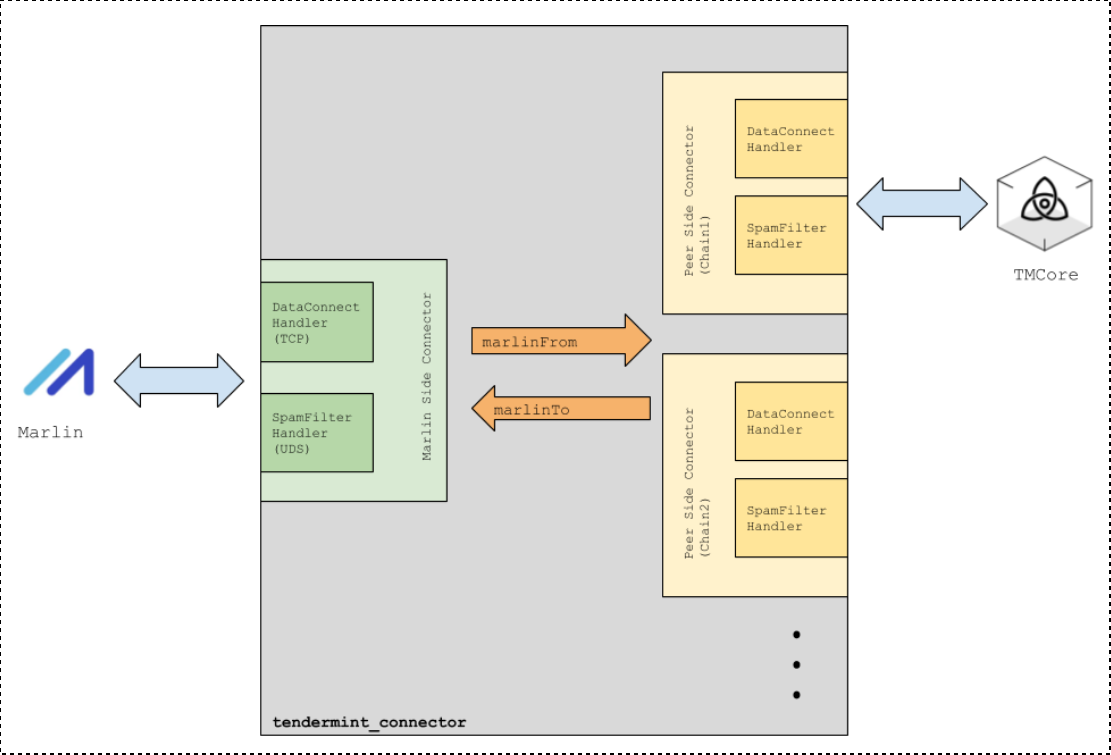 DataConnect
Handler
SpamFilter
Handler
Peer Side Connector
(Chain1)
TMCore
DataConnect
Handler
(TCP)
SpamFilter
Handler
(UDS)
Marlin Side Connector
Marlin
marlinFrom
marlinTo
DataConnect
Handler
SpamFilter
Handler
Peer Side Connector
(Chain2)
tendermint_connector